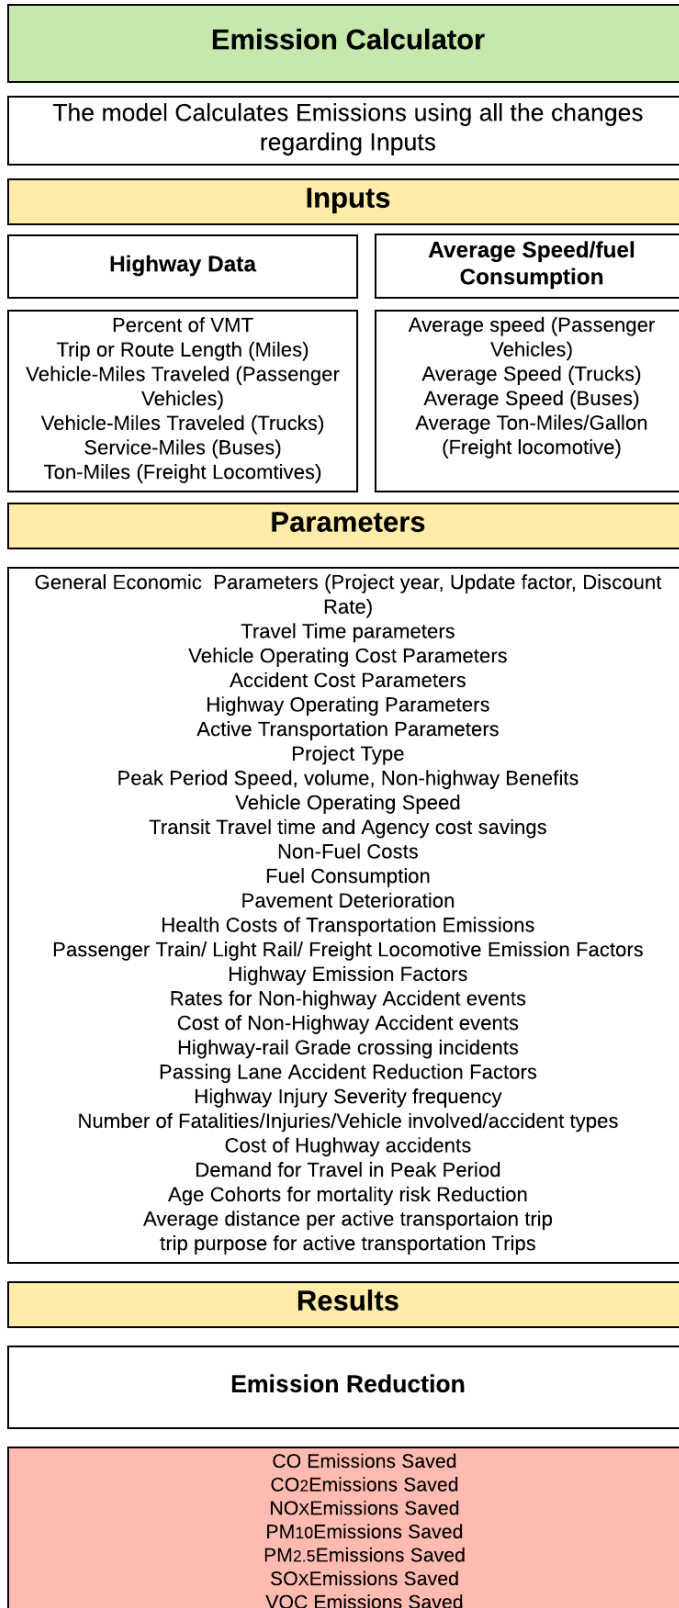 Emission Calculator
The model Calculates Emissions using all the changes
regarding Inputs
Inputs
Highway Data
Average Speed/fuel
Consumption
Percent of VMT
Trip or Route Length (Miles)
Vehicle-Miles Traveled (Passenger
Vehicles)
Vehicle-Miles Traveled (Trucks)
Service-Miles (Buses)
Ton-Miles (Freight Locomtives)
Average speed (Passenger
Vehicles)
Average Speed (Trucks)
Average Speed (Buses)
Average Ton-Miles/Gallon
(Freight locomotive)
Parameters
General Economic Parameters (Project year, Update factor, Discount
Rate)
Travel Time parameters
Vehicle Operating Cost Parameters
Accident Cost Parameters
Highway Operating Parameters
Active Transportation Parameters
Project Type
Peak Period Speed, volume, Non-highway Benefits
Vehicle Operating Speed
Transit Travel time and Agency cost savings
Non-Fuel Costs
Fuel Consumption
Pavement Deterioration
Health Costs of Transportation Emissions
Passenger Train/ Light Rail/ Freight Locomotive Emission Factors
Highway Emission Factors
Rates for Non-highway Accident events
Cost of Non-Highway Accident events
Highway-rail Grade crossing incidents
Passing Lane Accident Reduction Factors
Highway Injury Severity frequency
Number of Fatalities/Injuries/Vehicle involved/accident types
Cost of Hughway accidents
Demand for Travel in Peak Period
Age Cohorts for mortality risk Reduction
Average distance per active transportaion trip
trip purpose for active transportation Trips
Results
Emission Reduction
CO Emissions Saved
CO2Emissions Saved
NOxEmissions Saved
PM10Emissions Saved
PM2.5Emissions Saved
SOxEmissions Saved
VOC Emissions Saved